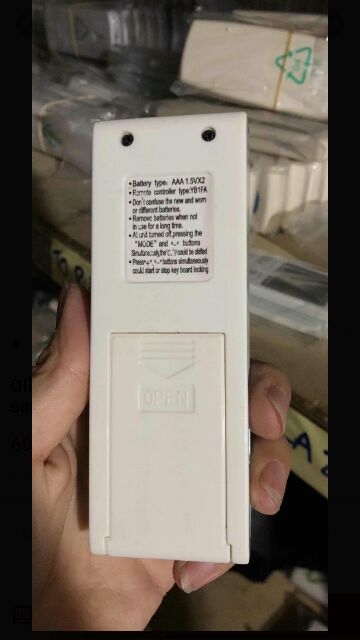 •Battery type: AAA 1.5VX2
•Remote controller type:YB1FA
•Don't confuse the new and worn
or different batteries.
•Remove batteries when not
in use for a long time.
•At unit turned off,pressing the
"MODE" and "-" buttons
Simultaneously,the could be shifted
•Press"+","-"buttons simultaneously
could start or stop key board locking
OPEN